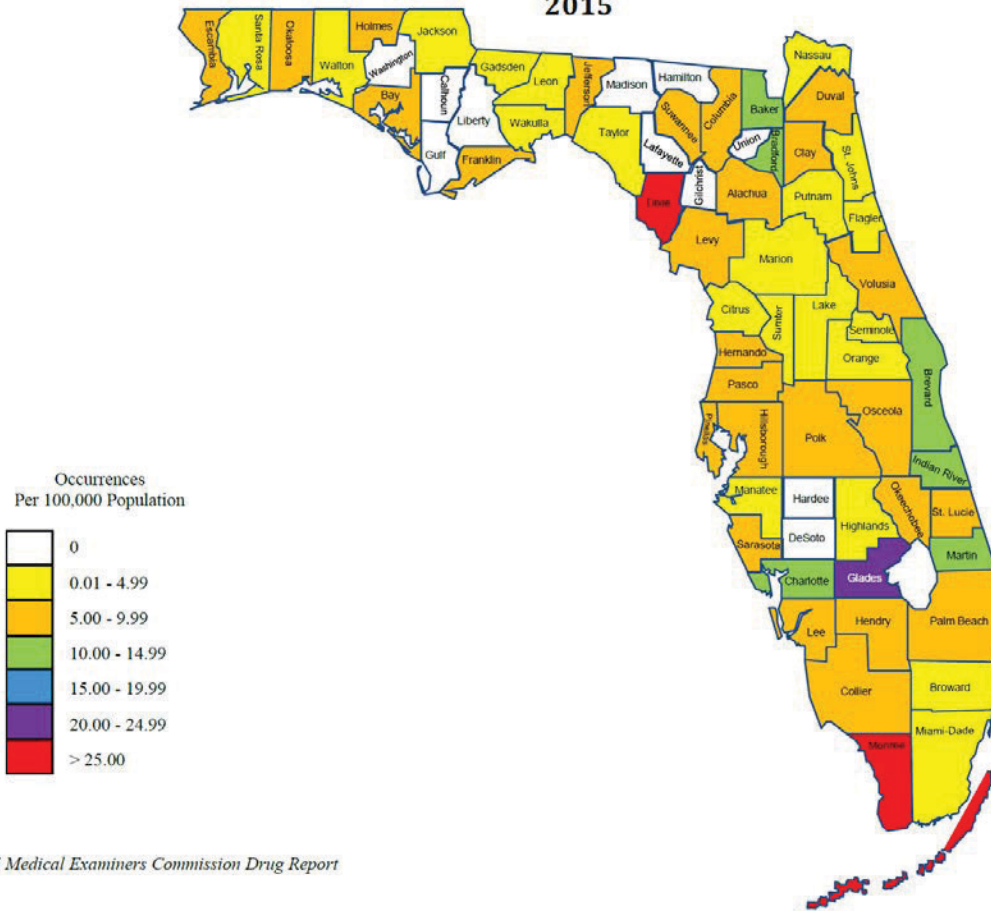 2015
Escambia
Santa Rosa
Okaloosa
Walton
Holmes
Washington
Jackson
Bay
Calhoun
Gulf
Liberty
Gadsden
Leon
Wakulla
Franklin
Jefferson
Madison
Taylor
Hamilton
Suwannee
Lafayette
Columbia
Baker
Union
Bradford
Nassau
Duval
Clay
St. Johns
Dixie
Gilchrist
Alachua
Putnam
Flagler
Levy
Marion
Volusia
Citrus
Sumter
Lake
Seminole
Orange
Hernando
Pasco
Brevard
Pinellas
Hillsborough
Polk
Osceola
Indian River
Manatee
Hardee
Highlands
Okeechobee
St. Lucie
Sarasota
DeSoto
Martin
Charlotte
Glades
Lee
Hendry
Palm Beach
Collier
Broward
Monroe
Miami-Dade
Occurrences
Per 100,000 Population
0
0.01 - 4.99
5.00 - 9.99
10.00 - 14.99
15.00 - 19.99
20.00 - 24.99
> 25.00
Medical Examiners Commission Drug Report